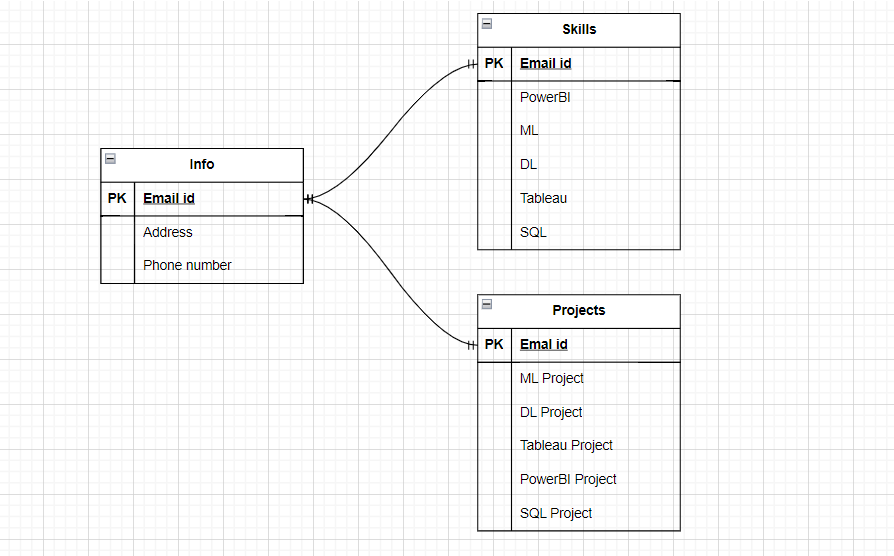 Info
PK Email id
Address
Phone number
Skills
PK Email id
PowerBI
ML
DL
Tableau
SQL
Projects
PK Emal id
ML Project
DL Project
Tableau Project
PowerBI Project
SQL Project